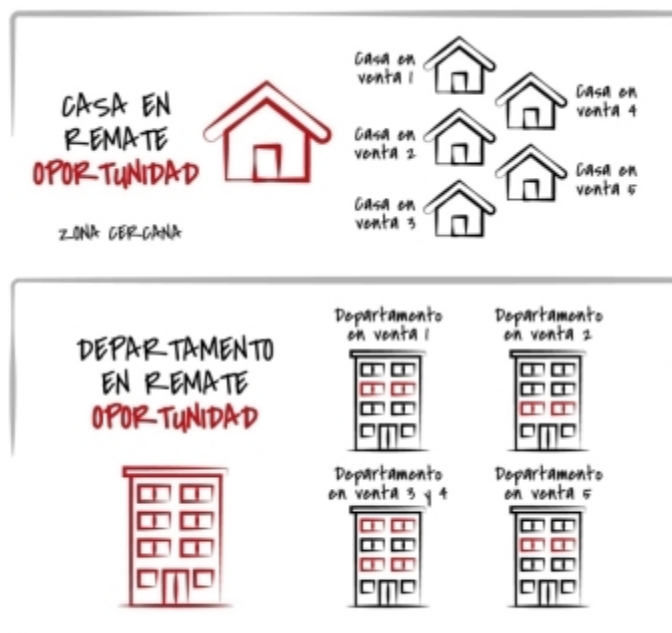 CASA EN
REMATE
OPORTUNIDAD
ZONA CERCANA
Casa en
venta 1
Casa en
venta 2
Casa en
venta 3
Casa en
venta 4
Casa en
venta 5
DEPARTAMENTO
EN REMATE
OPORTUNIDAD
Departamento
en venta 1
Departamento
en venta 2
Departamento
en venta 3 y 4
Departamento
en venta 5